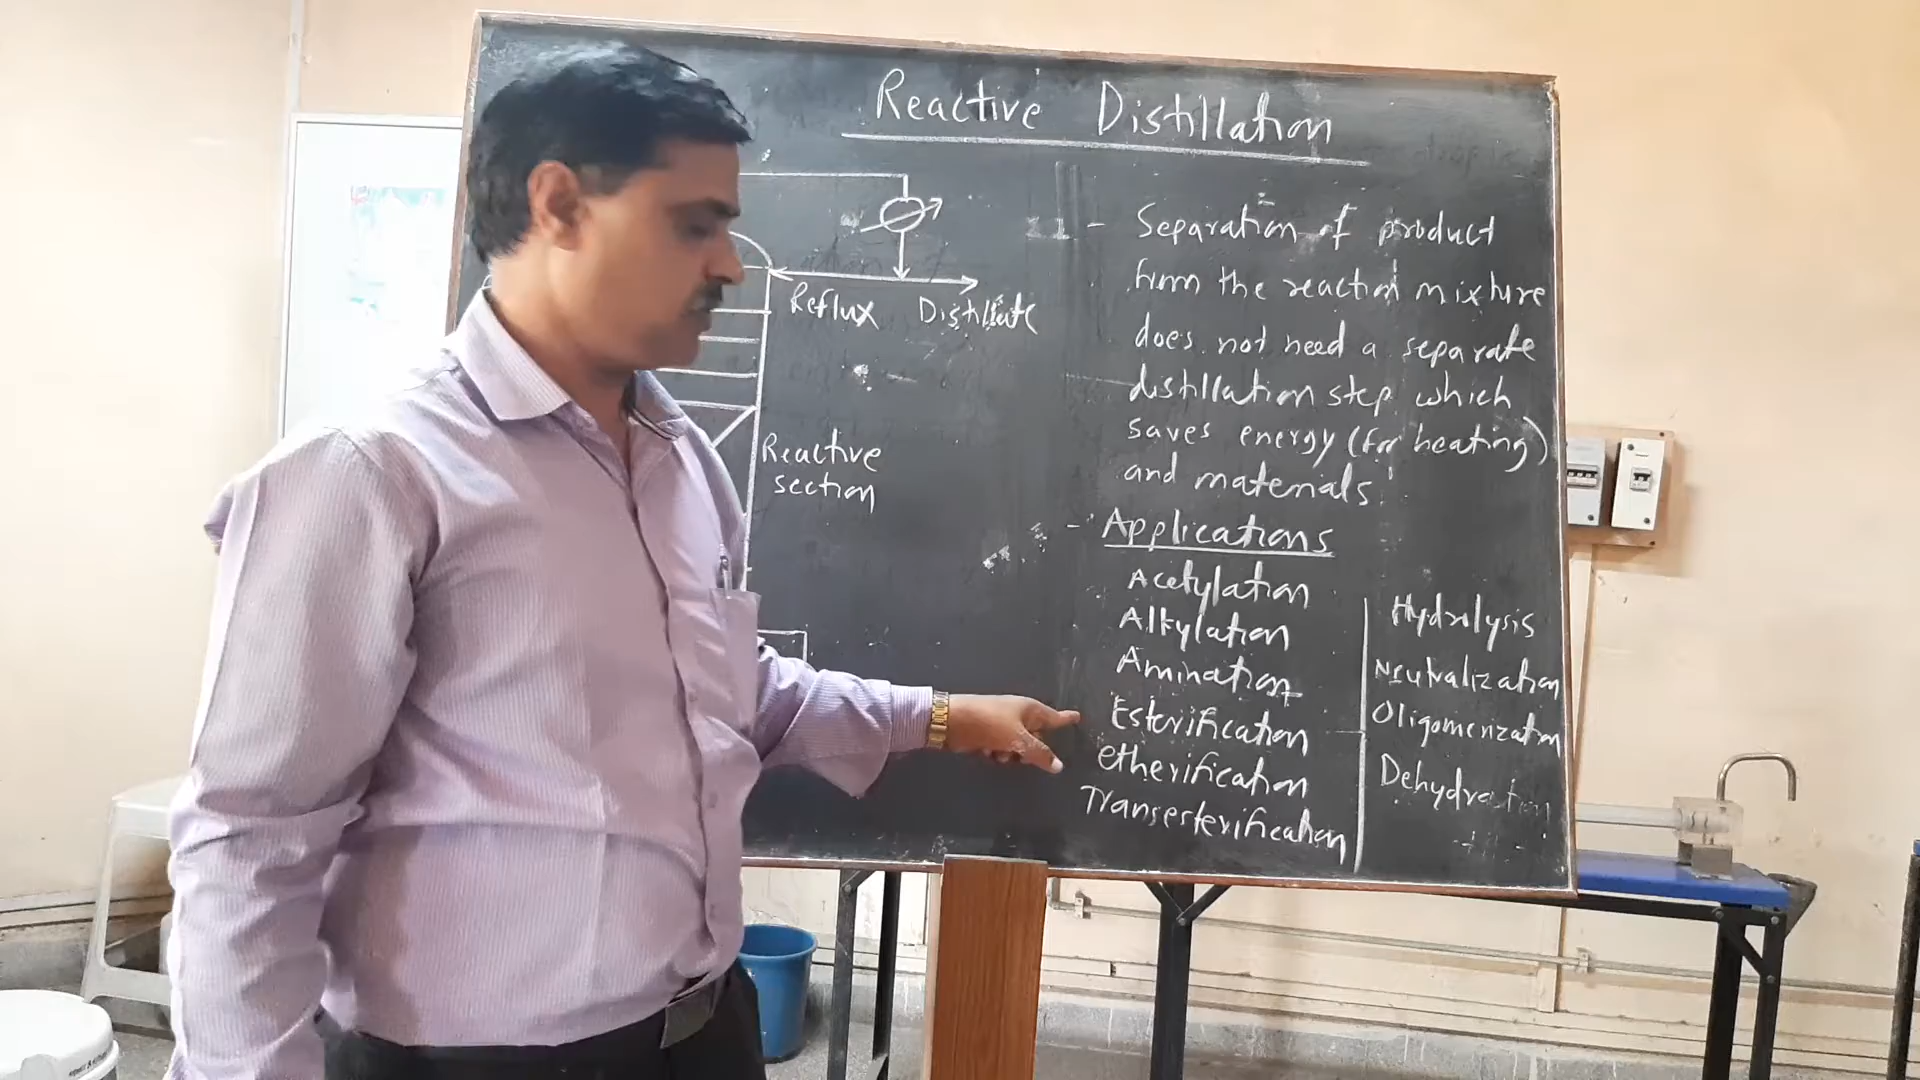 Reactive Distillation
Reflux Distillate
Reactive
section
- Separation of product
from the reaction mixture
does not need a separate
distillation step which
saves energy (for heating)
and materials.
- Applications
Acetylation
Alkylation
Amination
Esterification
etherification
Transesterification
Hydrolysis
Neutralization
Oligomerization
Dehydration